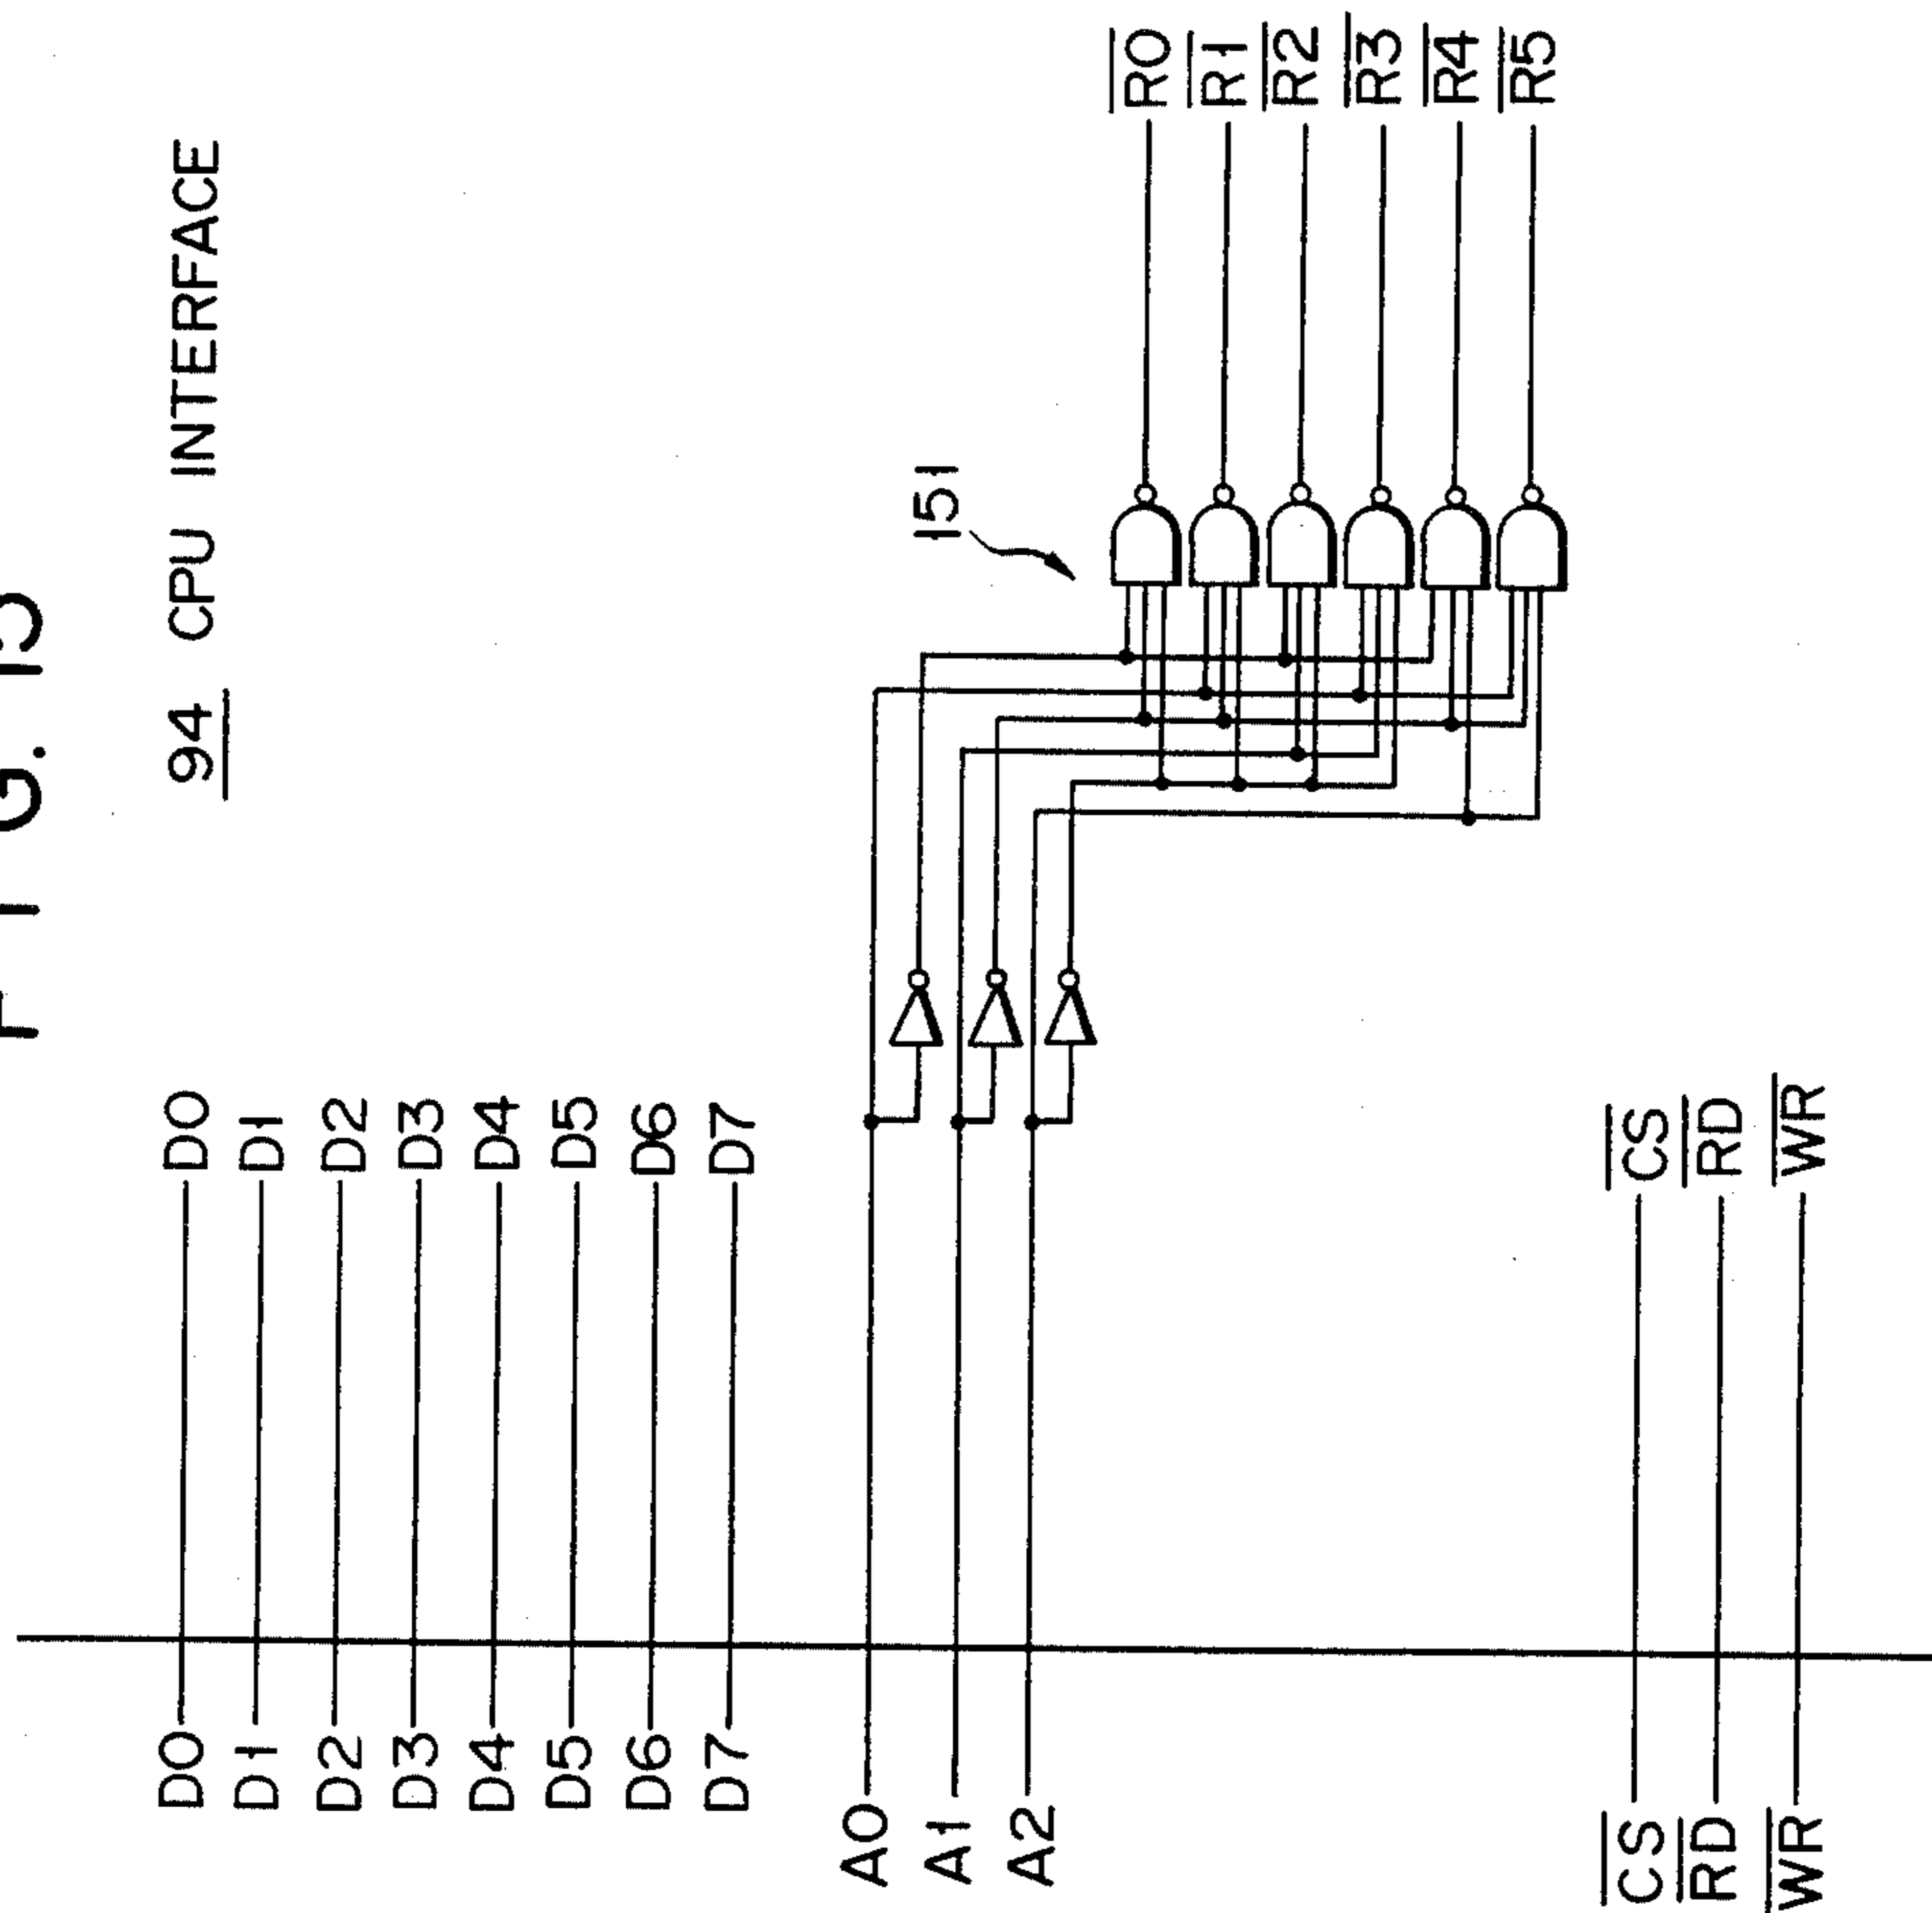 94 CPU INTERFACE
D0 D0
D1 D1
D2 D2
D3 D3
D4 D4
D5 D5
D6 D6
D7 D7
A0
A1
A2
151
R0
R1
R2
R3
R4
R5
CS CS
RD RD
WR WR